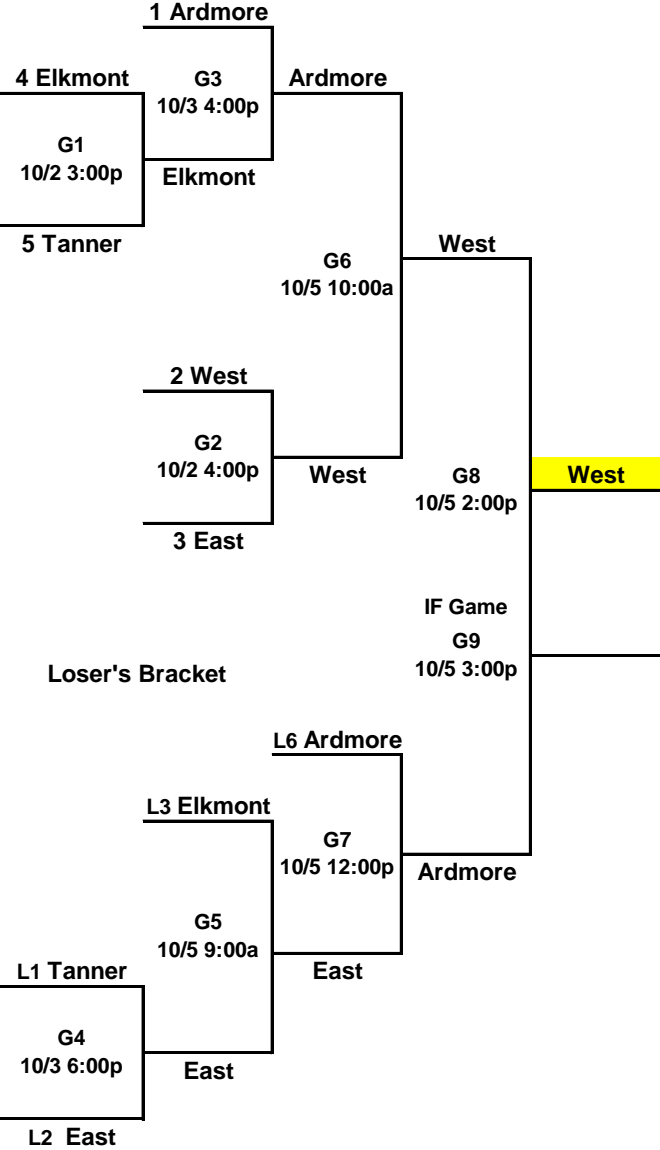 1 Ardmore
4 Elkmont
G3
10/3 4:00p
Ardmore
G1
10/2 3:00p
Elkmont
5 Tanner
West
G6
10/5 10:00a
2 West
G2
10/2 4:00p
West
G8
10/5 2:00p
West
3 East
IF Game
G9
10/5 3:00p
Loser's Bracket
L6 Ardmore
L3 Elkmont
G7
10/5 12:00p
Ardmore
G5
10/5 9:00a
L1 Tanner
East
G4
10/3 6:00p
East
L2 East